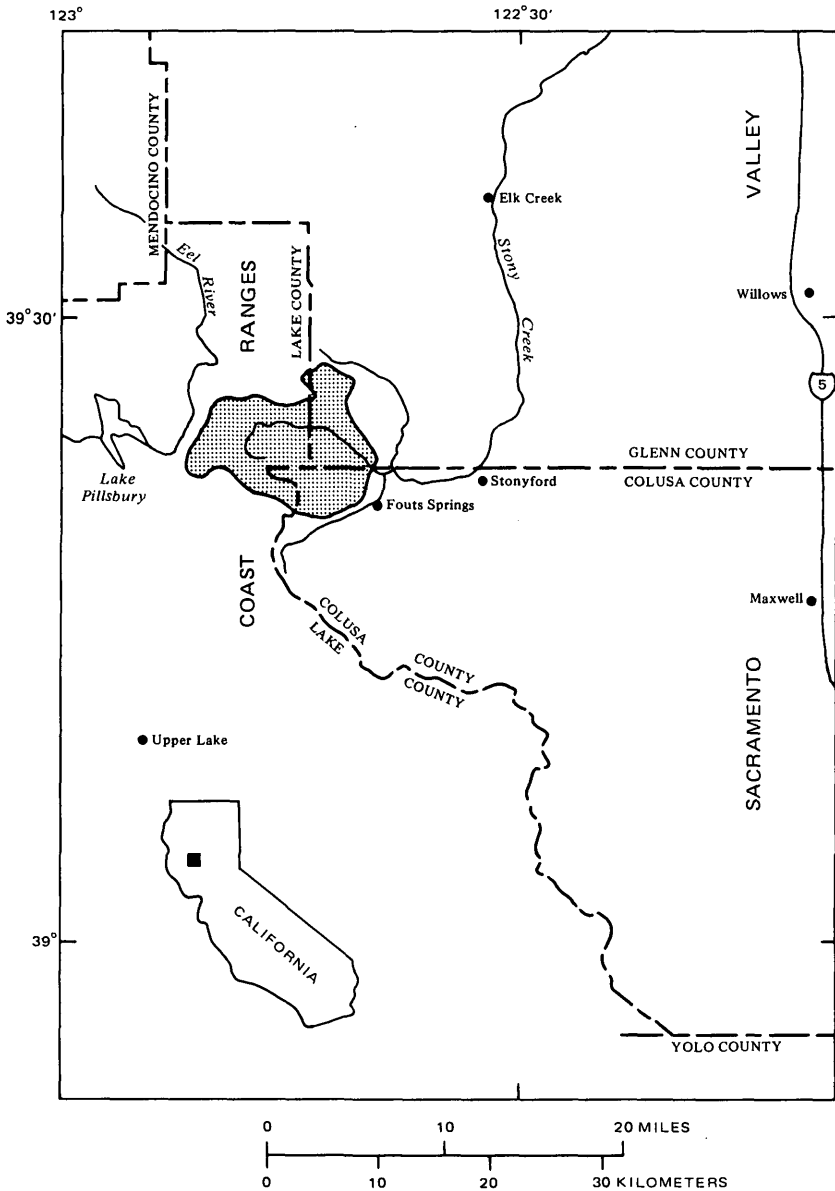 123°
122°30'
MENDOCINO COUNTY
VALLEY
Elk Creek
Eel
River
RANGES
LAKE COUNTY
Stony
Creek
Willows
39°30'
5
GLENN COUNTY
COLUSA COUNTY
Lake
Pillsbury
Stonyford
Fouts Springs
COAST
COLUSA
LAKE
COUNTY
COUNTY
Maxwell
SACRAMENTO
Upper Lake
CALIFORNIA
39°
YOLO COUNTY
0 10 20 MILES
0 10 20 30 KILOMETERS